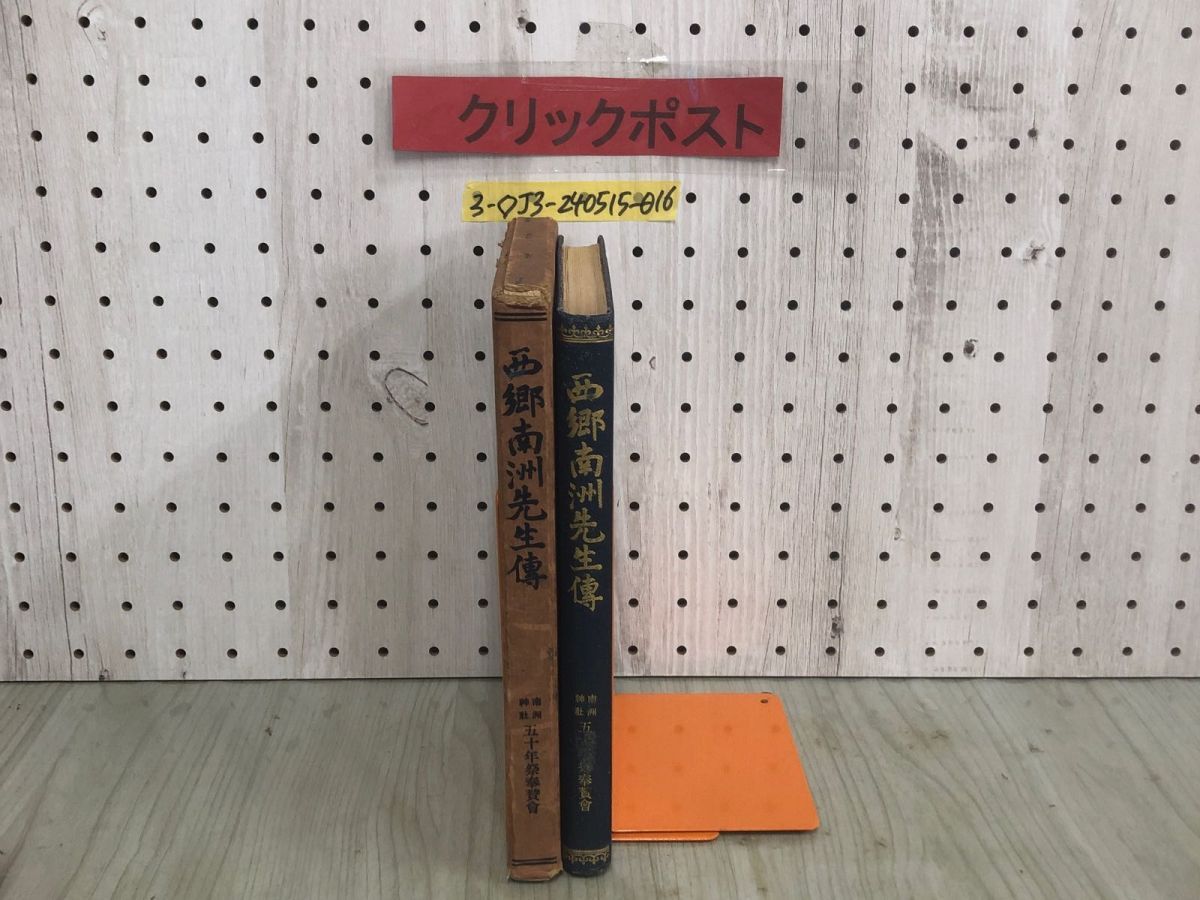 クリックポスト
3-◇J3-240515-016
西郷南洲先生傳
南洲
神社
五十年祭奉賛會
西郷南洲先生傳
南洲
神社
五
奉賛會